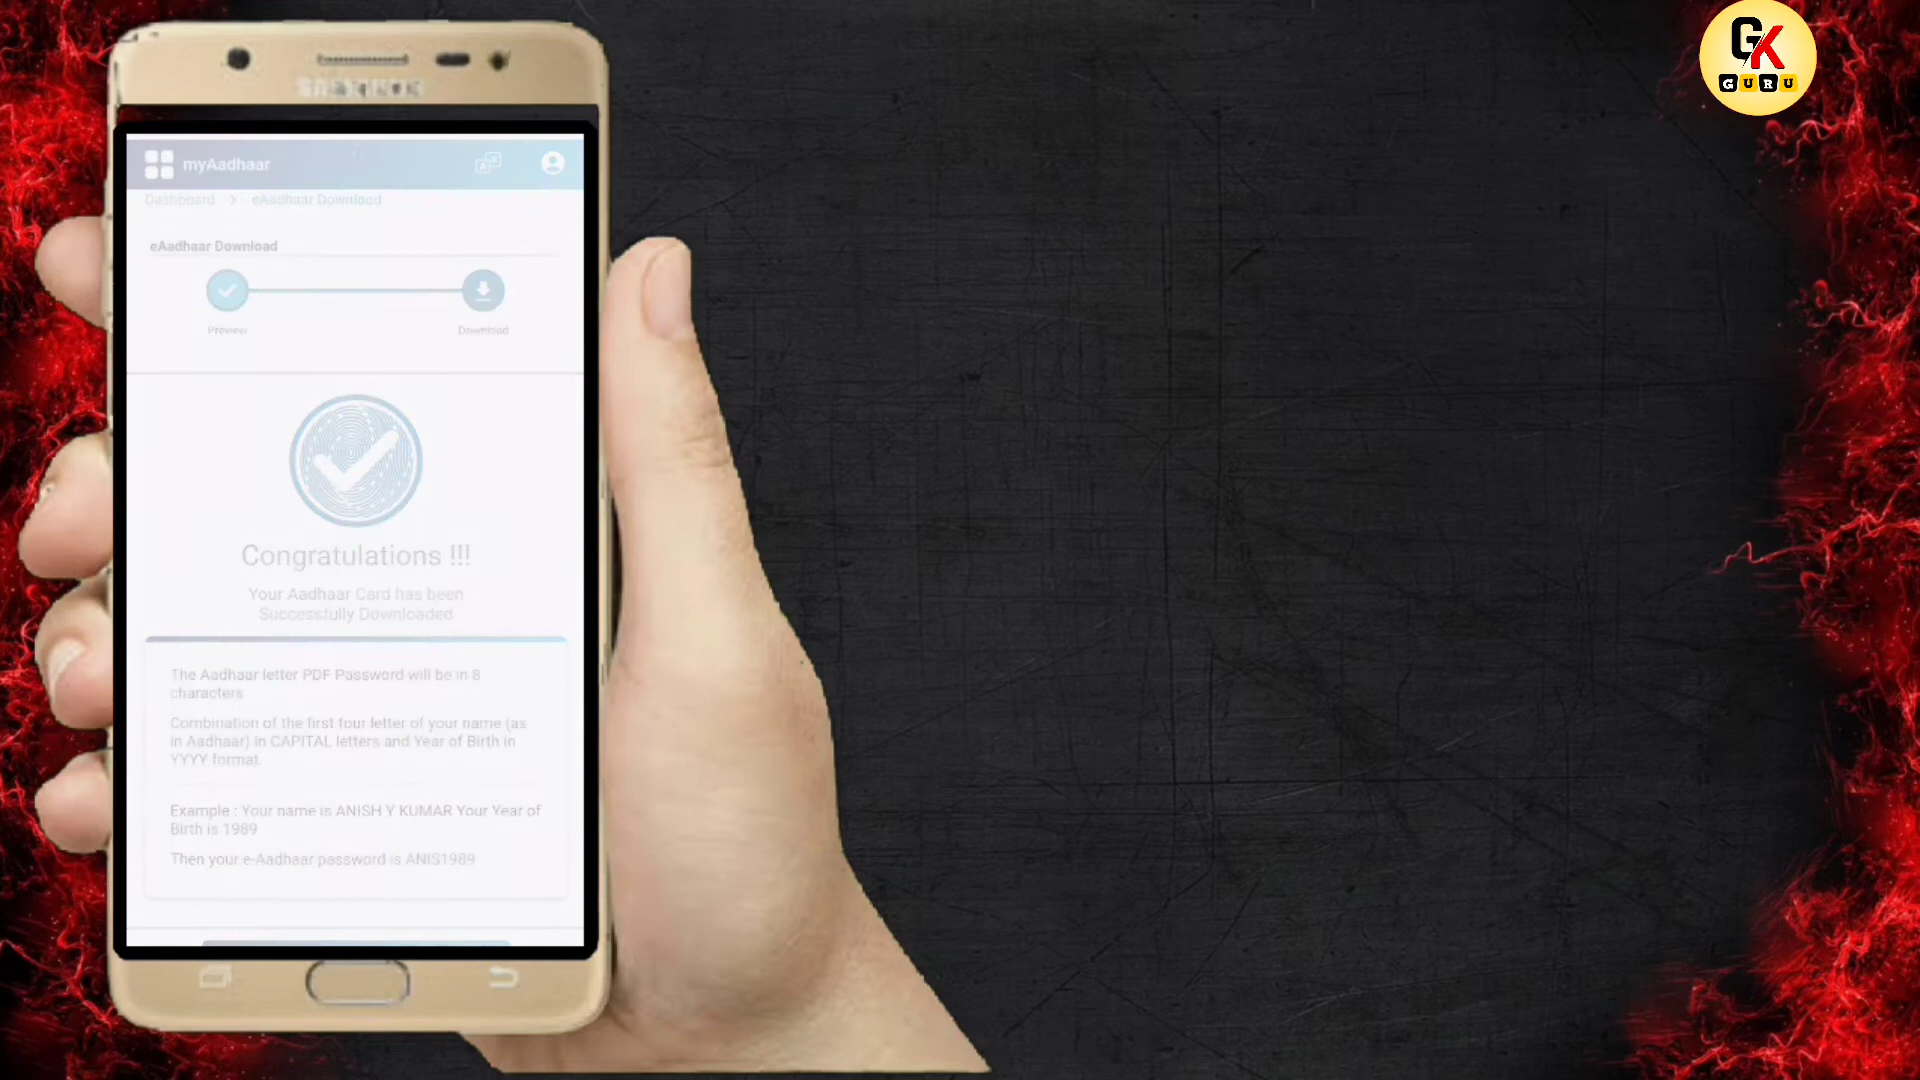 GK
GURU
SAMSUNG
myAadhaar
Dashboard > eAadhaar Download
eAadhaar Download
Preview
Download
Congratulations !!!
Your Aadhaar Card has been
Successfully Downloaded
The Aadhaar letter PDF Password will be in 8
characters
Combination of the first four letter of your name (as
in Aadhaar) in CAPITAL letters and Year of Birth in
YYYY format.
Example : Your name is ANISH Y KUMAR Your Year of
Birth is 1989
Then your e-Aadhaar password is ANIS1989